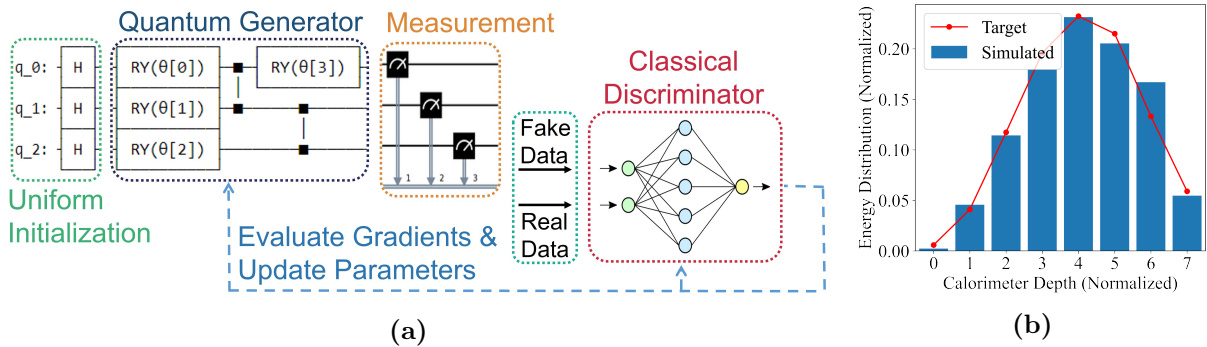 Quantum Generator
Measurement
q_0: H RY(θ[0]) RY(θ[3])
q_1: H RY(θ[1])
q_2: H RY(θ[2])
1 2 3
Uniform
Initialization
Evaluate Gradients &
Update Parameters
Fake
Data
Real
Data
Classical
Discriminator
(a)
Energy Distribution (Normalized)
0.20
0.15
0.10
0.05
0.00
Target
Simulated
0 1 2 3 4 5 6 7
Calorimeter Depth (Normalized)
(b)